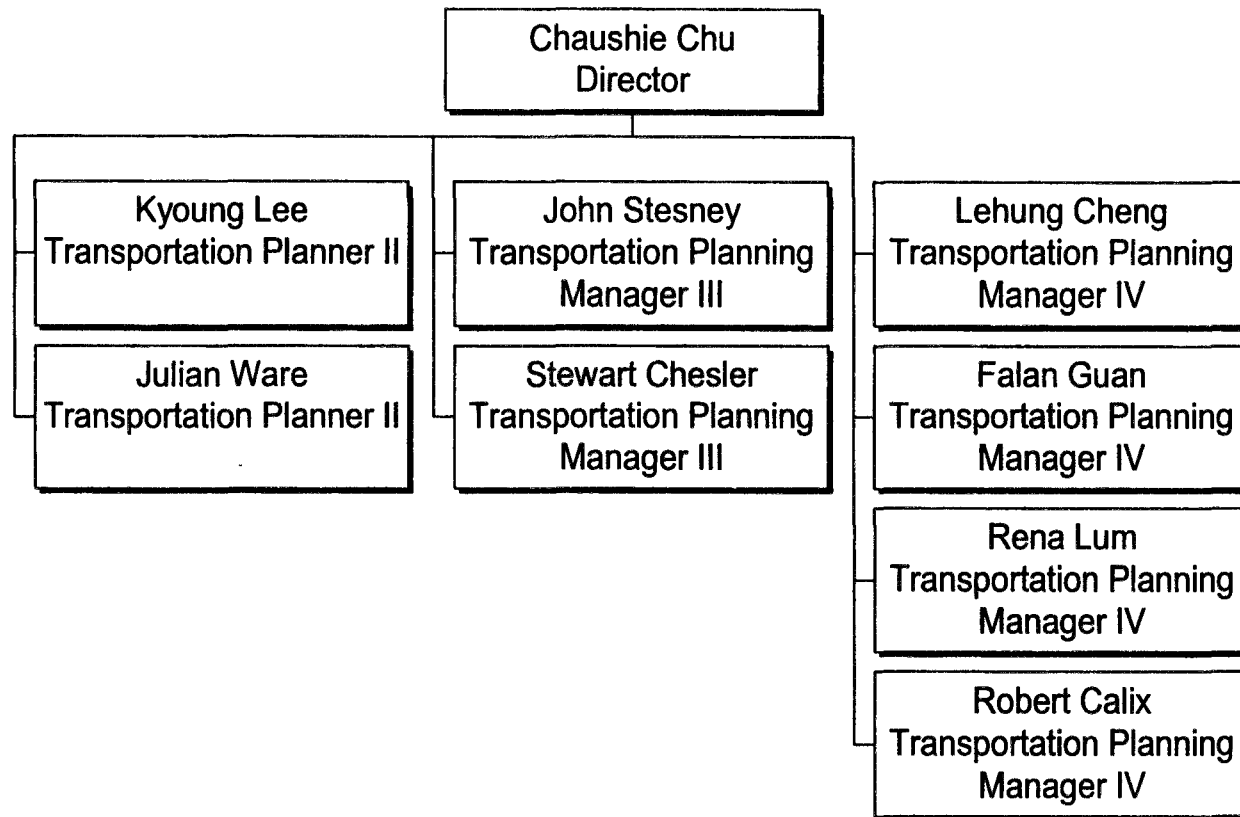 Chaushie Chu
Director
Kyoung Lee
Transportation Planner II
Julian Ware
Transportation Planner II
John Stesney
Transportation Planning
Manager III
Stewart Chesler
Transportation Planning
Manager III
Lehung Cheng
Transportation Planning
Manager IV
Falan Guan
Transportation Planning
Manager IV
Rena Lum
Transportation Planning
Manager IV
Robert Calix
Transportation Planning
Manager IV